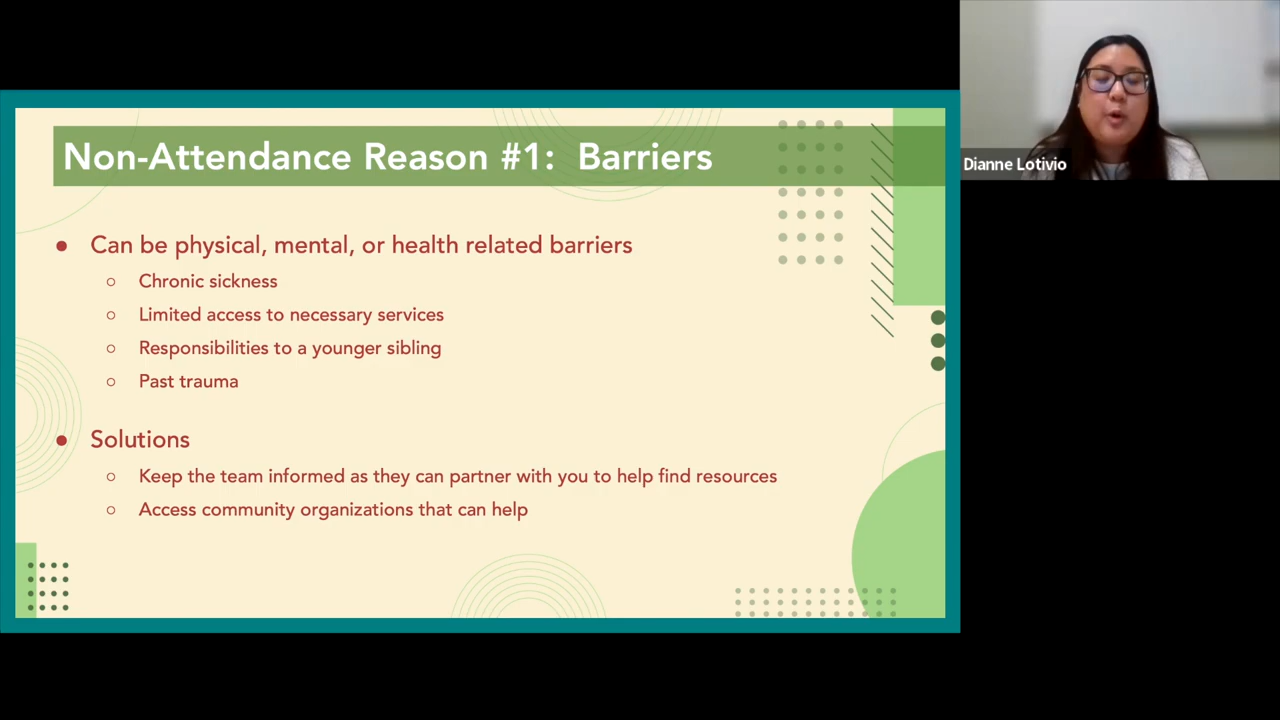 Non-Attendance Reason #1: Barriers
Dianne Lotivio
● Can be physical, mental, or health related barriers
○ Chronic sickness
○ Limited access to necessary services
○ Responsibilities to a younger sibling
○ Past trauma
● Solutions
○ Keep the team informed as they can partner with you to help find resources
○ Access community organizations that can help